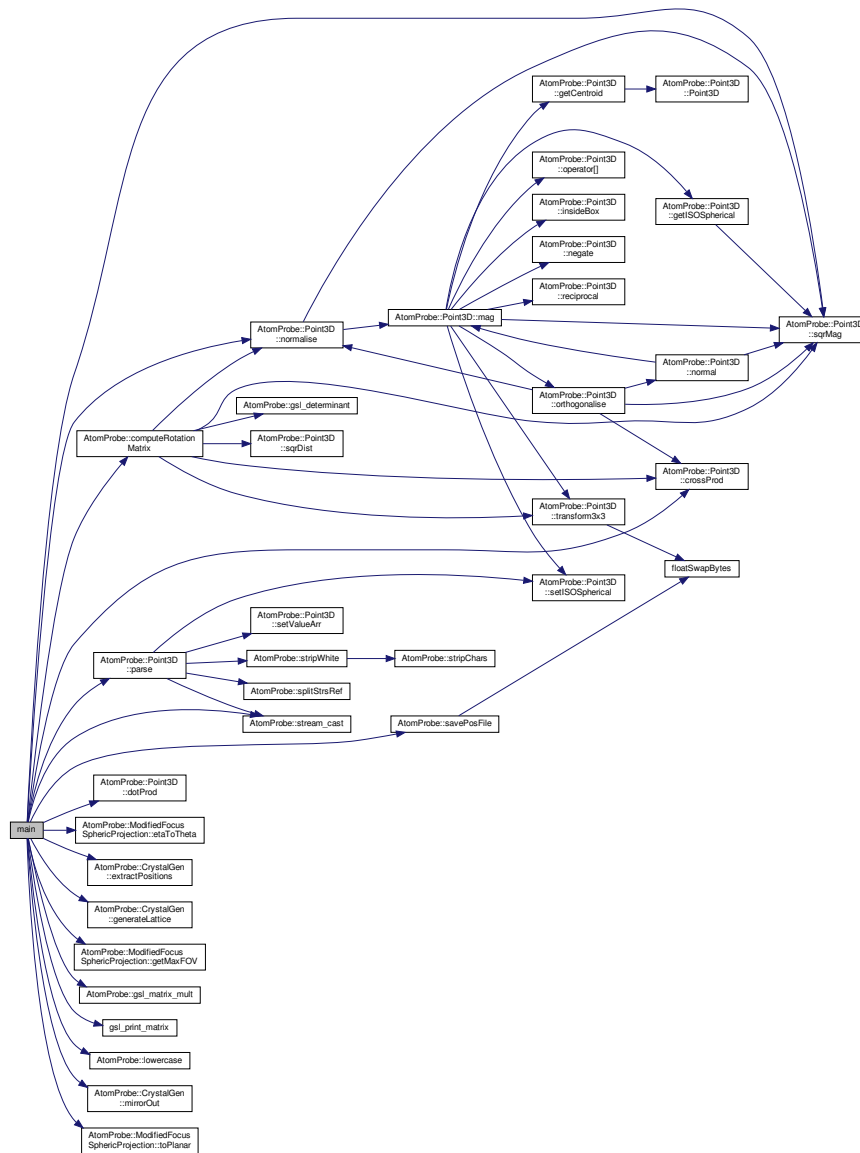 AtomProbe::Point3D
::getCentroid
AtomProbe::Point3D
::Point3D
AtomProbe::Point3D
::operator[]
AtomProbe::Point3D
::insideBox
AtomProbe::Point3D
::getISOSpherical
AtomProbe::Point3D
::negate
AtomProbe::Point3D
::reciprocal
AtomProbe::Point3D::mag
AtomProbe::Point3D
::normalise
AtomProbe::Point3D
::sqrMag
AtomProbe::Point3D
::normal
AtomProbe::Point3D
::orthogonalise
AtomProbe::gsl_determinant
AtomProbe::computeRotation
Matrix
AtomProbe::Point3D
::sqrDist
AtomProbe::Point3D
::crossProd
AtomProbe::Point3D
::transform3x3
floatSwapBytes
AtomProbe::Point3D
::setISOSpherical
AtomProbe::Point3D
::setValueArr
AtomProbe::Point3D
::parse
AtomProbe::stripWhite
AtomProbe::stripChars
AtomProbe::splitStrsRef
AtomProbe::stream_cast
AtomProbe::savePosFile
AtomProbe::Point3D
::dotProd
main
AtomProbe::ModifiedFocus
SphericProjection::etaToTheta
AtomProbe::CrystalGen
::extractPositions
AtomProbe::CrystalGen
::generateLattice
AtomProbe::ModifiedFocus
SphericProjection::getMaxFOV
AtomProbe::gsl_matrix_mult
gsl_print_matrix
AtomProbe::lowercase
AtomProbe::CrystalGen
::mirrorOut
AtomProbe::ModifiedFocus
SphericProjection::toPlanar